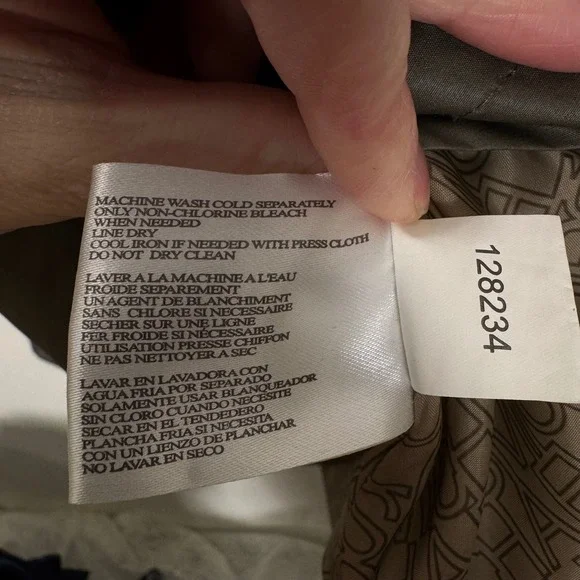 MACHINE WASH COLD SEPARATELY
ONLY NON-CHLORINE BLEACH
WHEN NEEDED
LINE DRY
COOL IRON IF NEEDED WITH PRESS CLOTH
DO NOT DRY CLEAN
LAVER A LA MACHINE A L'EAU
FROIDE SEPAREMENT
UN AGENT DE BLANCHIMENT
SANS CHLORE SI NÉCESSAIRE
SECHER SUR UNE LIGNE
FER FROIDE SI NÉCESSAIRE
UTILISATION PRESSE CHIFFON
NE PAS NETTOYER A SEC
LAVAR EN LAVADORA CON
AGUA FRIA POR SEPARADO
SOLAMENTE USAR BLANQUEADOR
SIN CLORO CUANDO NECESITE
SECAR EN EL TENDEDERO
PLANCHA FRIA SI NECESITA
CON UN LIENZO DE PLANCHAR
NO LAVAR EN SECO
128234